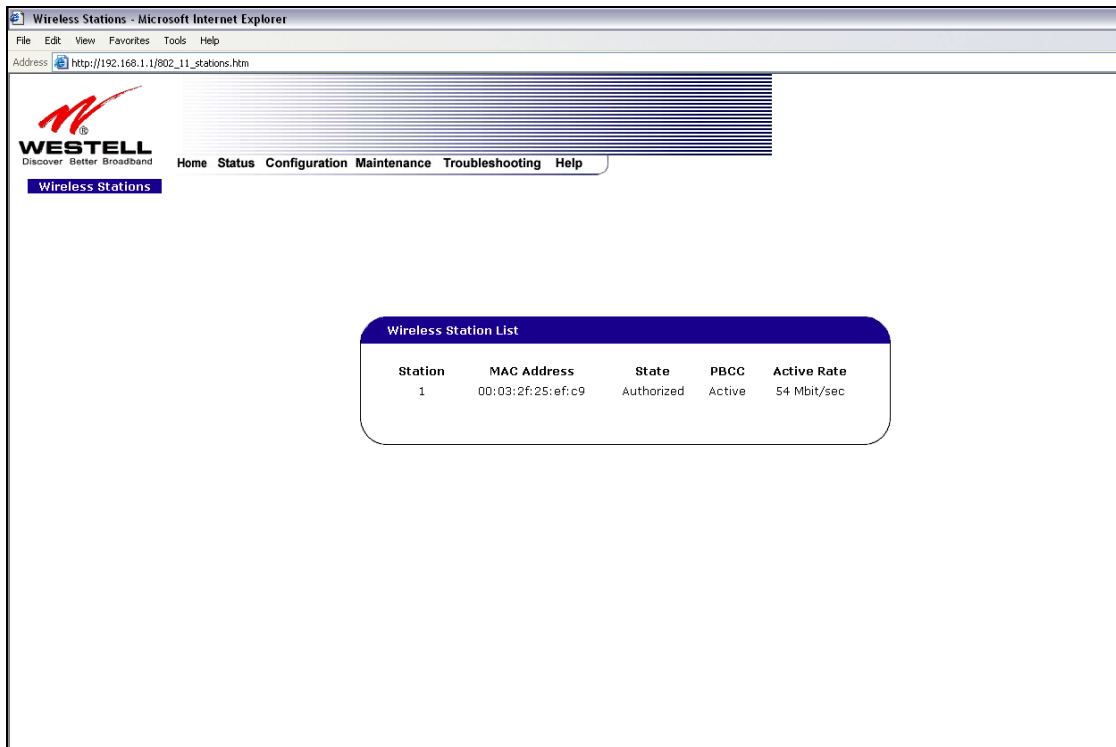 Wireless Stations - Microsoft Internet Explorer
File Edit View Favorites Tools Help
Address http://192.168.1.1/802_11_stations.htm
®
WESTELL
Discover Better Broadband
Home Status Configuration Maintenance Troubleshooting Help
Wireless Stations
Wireless Station List
Station MAC Address State PBCC Active Rate
1 00:03:2f:25:ef:c9 Authorized Active 54 Mbit/sec